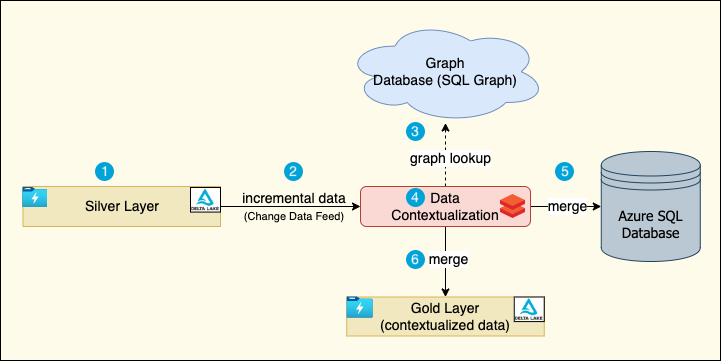 Graph
Database (SQL Graph)
3
graph lookup
1
2
5
Silver Layer
DELTA LAKE
incremental data
(Change Data Feed)
4 Data
Contextualization
merge
Azure SQL
Database
6 merge
Gold Layer
(contextualized data)
DELTA LAKE